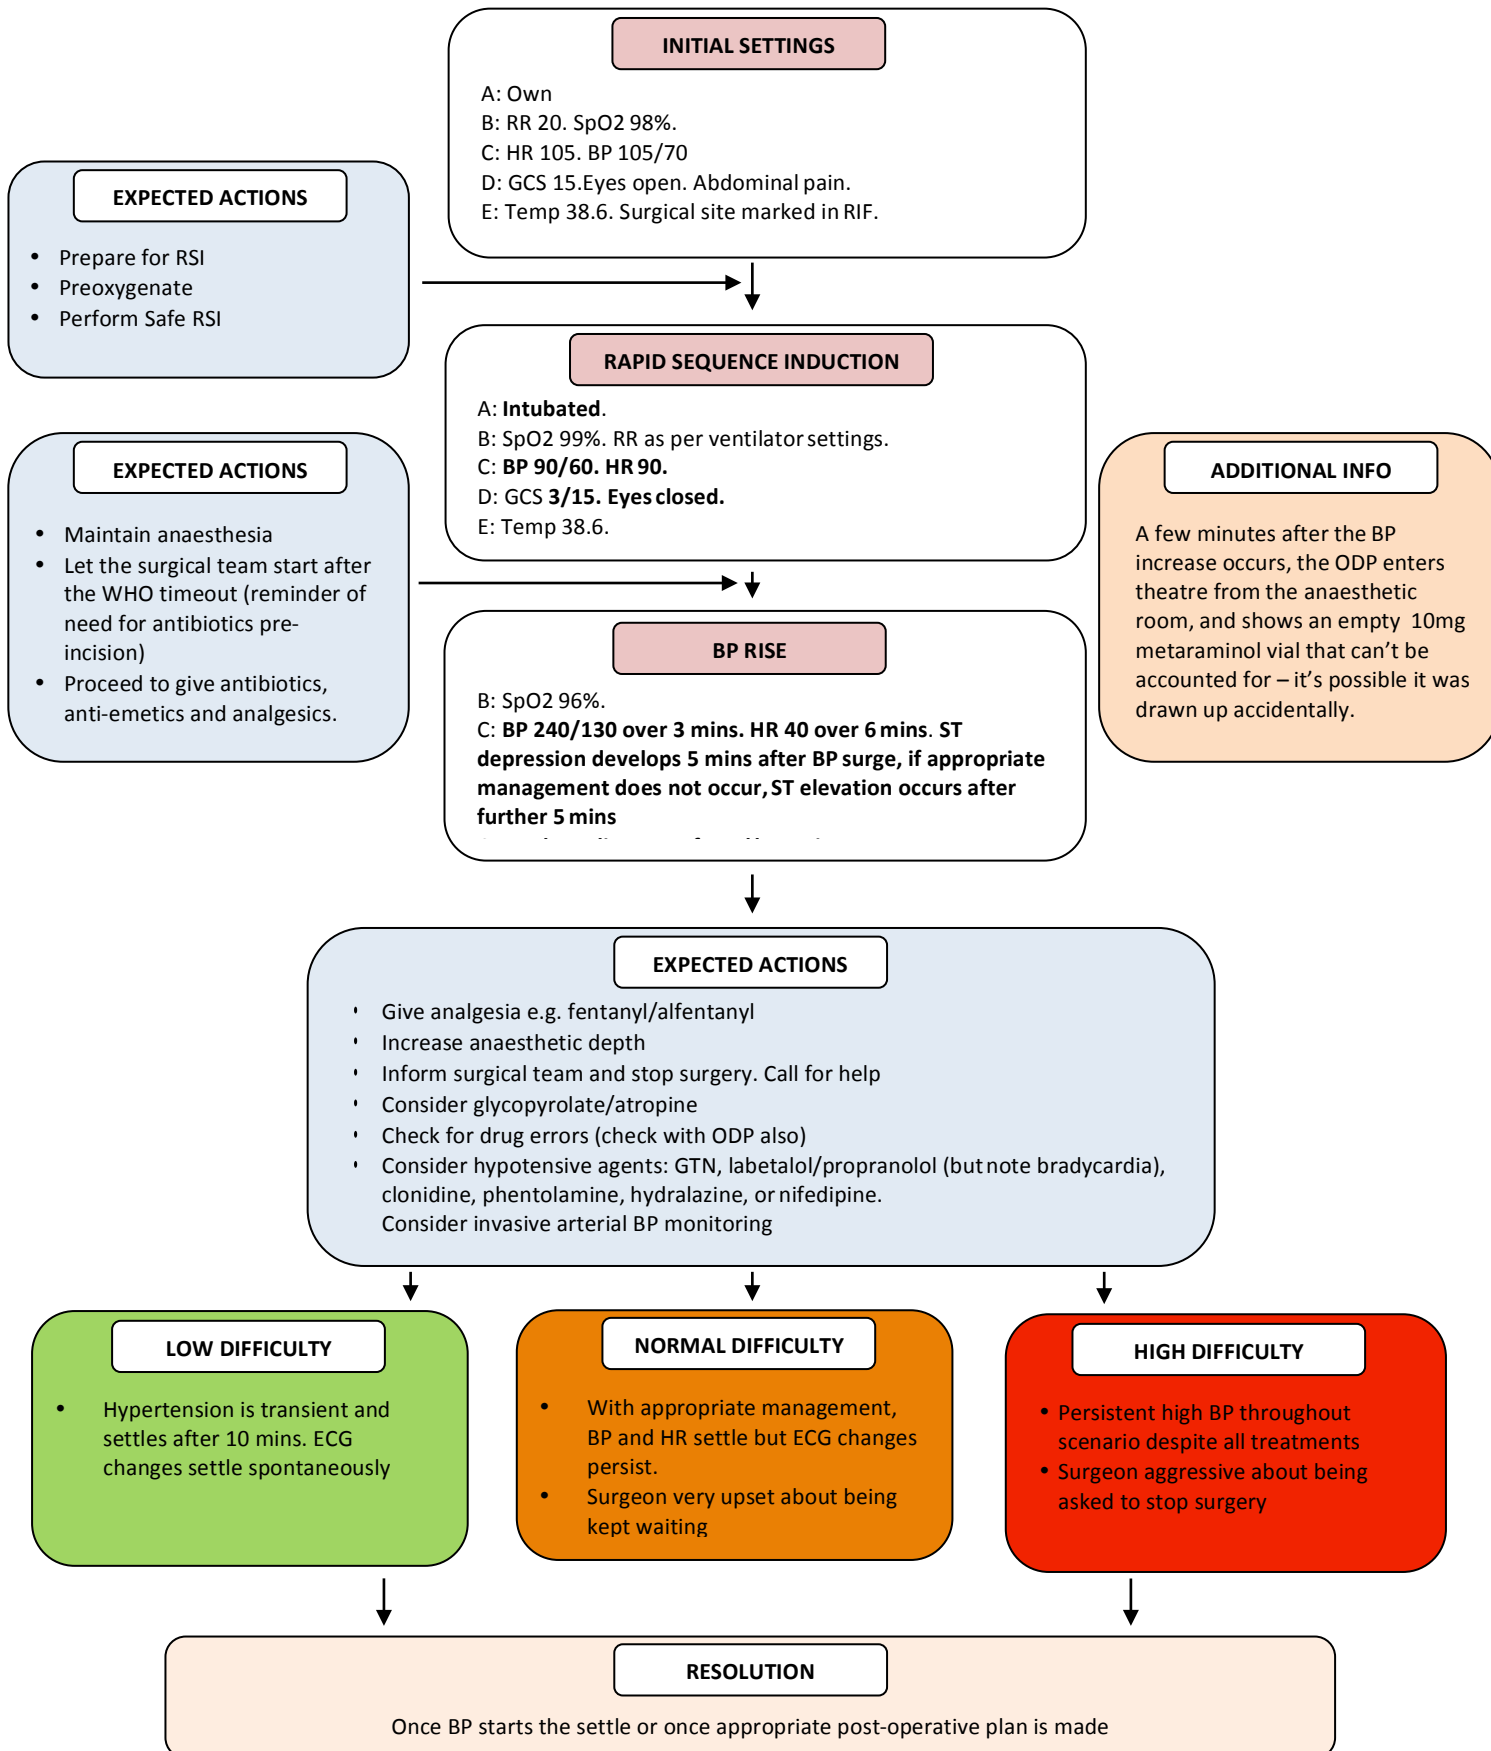 INITIAL SETTINGS
A: Own
B: RR 20. SpO2 98%.
C: HR 105. BP 105/70
D: GCS 15.Eyes open. Abdominal pain.
E: Temp 38.6. Surgical site marked in RIF.
EXPECTED ACTIONS
• Prepare for RSI
• Preoxygenate
• Perform Safe RSI
RAPID SEQUENCE INDUCTION
A: Intubated.
B: SpO2 99%. RR as per ventilator settings.
C: BP 90/60. HR 90.
D: GCS 3/15. Eyes closed.
E: Temp 38.6.
EXPECTED ACTIONS
• Maintain anaesthesia
• Let the surgical team start after
the WHO timeout (reminder of
need for antibiotics pre-
incision)
• Proceed to give antibiotics,
anti-emetics and analgesics.
ADDITIONAL INFO
A few minutes after the BP
increase occurs, the ODP enters
theatre from the anaesthetic
room, and shows an empty 10mg
metaraminol vial that can’t be
accounted for – it’s possible it was
drawn up accidentally.
BP RISE
B: SpO2 96%.
C: BP 240/130 over 3 mins. HR 40 over 6 mins. ST
depression develops 5 mins after BP surge, if appropriate
management does not occur, ST elevation occurs after
further 5 mins
EXPECTED ACTIONS
• Give analgesia e.g. fentanyl/alfentanyl
• Increase anaesthetic depth
• Inform surgical team and stop surgery. Call for help
• Consider glycopyrolate/atropine
• Check for drug errors (check with ODP also)
• Consider hypotensive agents: GTN, labetalol/propranolol (but note bradycardia),
clonidine, phentolamine, hydralazine, or nifedipine.
Consider invasive arterial BP monitoring
LOW DIFFICULTY
• Hypertension is transient and
settles after 10 mins. ECG
changes settle spontaneously
NORMAL DIFFICULTY
• With appropriate management,
BP and HR settle but ECG changes
persist.
• Surgeon very upset about being
kept waiting
HIGH DIFFICULTY
• Persistent high BP throughout
scenario despite all treatments
• Surgeon aggressive about being
asked to stop surgery
RESOLUTION
Once BP starts the settle or once appropriate post-operative plan is made